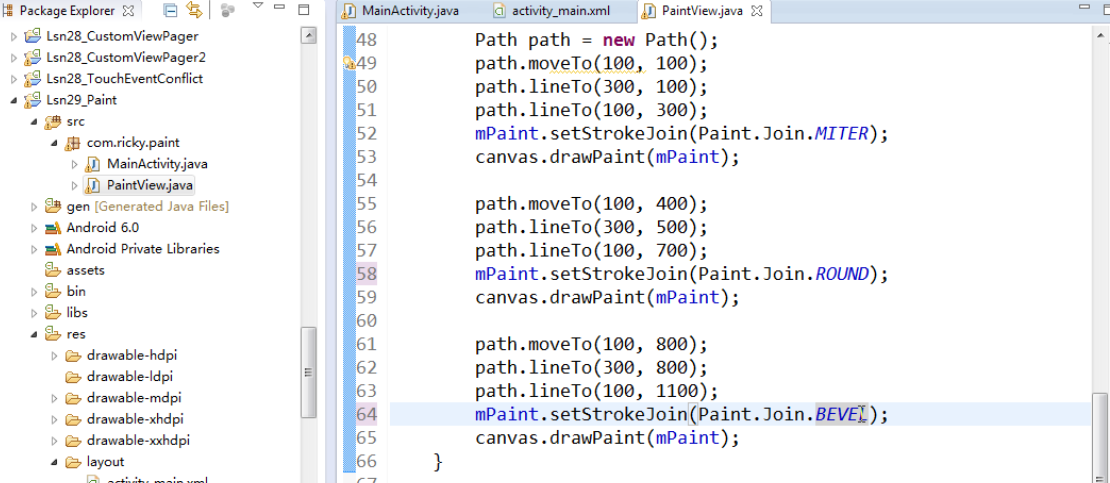 Package Explorer
Lsn28_CustomViewPager
Lsn28_CustomViewPager2
Lsn28_TouchEventConflict
Lsn29_Paint
src
com.ricky.paint
MainActivity.java
PaintView.java
gen [Generated Java Files]
Android 6.0
Android Private Libraries
assets
bin
libs
res
drawable-hdpi
drawable-ldpi
drawable-mdpi
drawable-xhdpi
drawable-xxhdpi
layout
activity_main.xml
MainActivity.java activity_main.xml PaintView.java
48 Path path = new Path();
49 path.moveTo(100, 100);
50 path.lineTo(300, 100);
51 path.lineTo(100, 300);
52 mPaint.setStrokeJoin(Paint.Join.MITER);
53 canvas.drawPaint(mPaint);
54
55 path.moveTo(100, 400);
56 path.lineTo(300, 500);
57 path.lineTo(100, 700);
58 mPaint.setStrokeJoin(Paint.Join.ROUND);
59 canvas.drawPaint(mPaint);
60
61 path.moveTo(100, 800);
62 path.lineTo(300, 800);
63 path.lineTo(100, 1100);
64 mPaint.setStrokeJoin(Paint.Join.BEVEL);
65 canvas.drawPaint(mPaint);
66 }
67